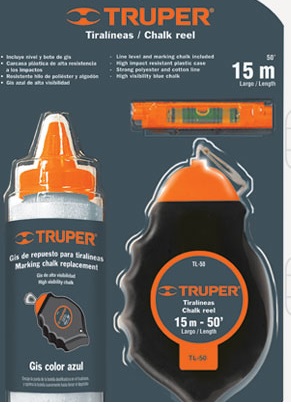 TRUPER®
Tiralíneas / Chalk reel
• Incluye nivel y bote de gis
• Carcasa plástica de alta resistencia
a los impactos
• Resistente hilo de poliéster y algodón
• Gis azul de alta visibilidad
- Line level and marking chalk included
- High impact resistant plastic case
- Strong polyester and cotton line
- High visibility blue chalk
50'
15 m
Largo / Length
TRUPER®
Gis de repuesto para tiralíneas
Marking chalk replacement
Gis de alta visibilidad
High visibility chalk
Gis color azul
TL-50
TRUPER®
Tiralíneas
Chalk reel
15 m - 50'
Largo / Length
TL-50